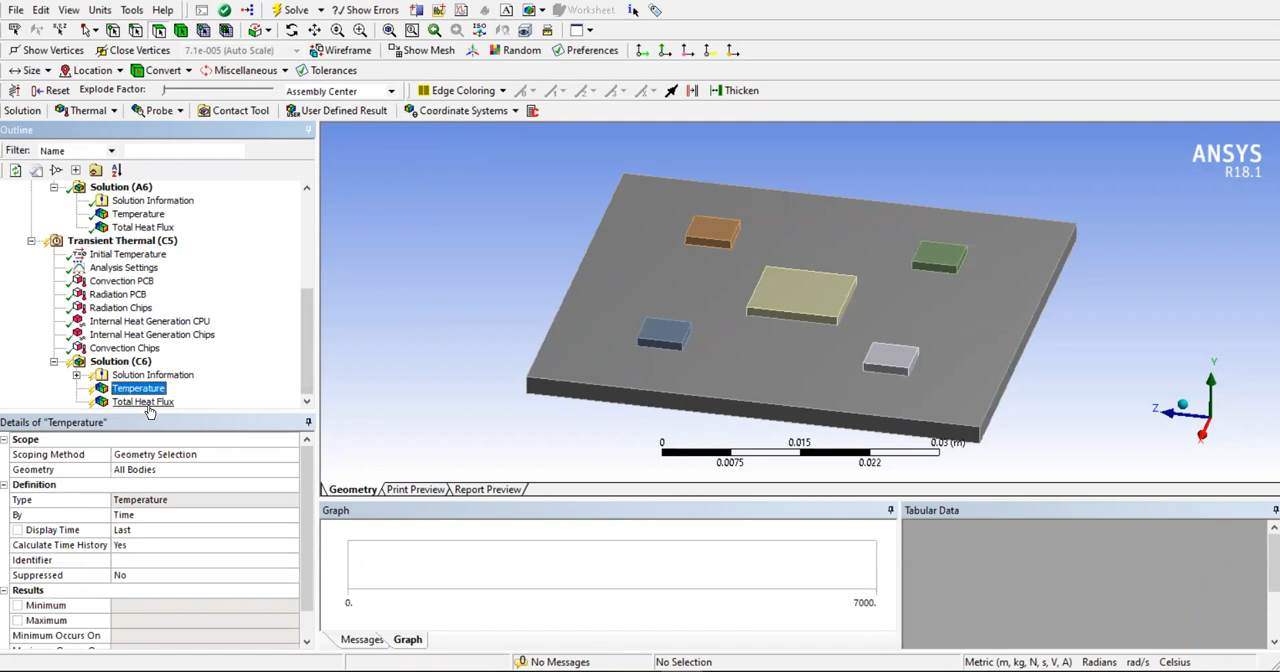 File Edit View Units Tools Help Solve ?/Show Errors A Worksheet
ISO
Show Vertices Close Vertices 7.1e-005 (Auto Scale) Wireframe Show Mesh Random Preferences
Size Location Convert Miscellaneous Tolerances
Reset Explode Factor: Assembly Center Edge Coloring Thicken
Solution Thermal Probe Contact Tool User Defined Result Coordinate Systems
Outline
Filter: Name
Solution (A6)
Solution Information
Temperature
Total Heat Flux
Transient Thermal (C5)
Initial Temperature
Analysis Settings
Convection PCB
Radiation PCB
Radiation Chips
Internal Heat Generation CPU
Internal Heat Generation Chips
Convection Chips
Solution (C6)
Solution Information
Temperature
Total Heat Flux
Details of "Temperature"
Scope
Scoping Method Geometry Selection
Geometry All Bodies
Definition
Type Temperature
By Time
Display Time Last
Calculate Time History Yes
Identifier
Suppressed No
Results
Minimum
Maximum
Minimum Occurs On
ANSYS
R18.1
Y
Z
X
0 0.015 0.03 (m)
0.0075 0.022
Geometry Print Preview Report Preview
Graph
0. 7000.
Messages Graph
Tabular Data
No Messages No Selection Metric (m, kg, N, s, V, A) Radians rad/s Celsius